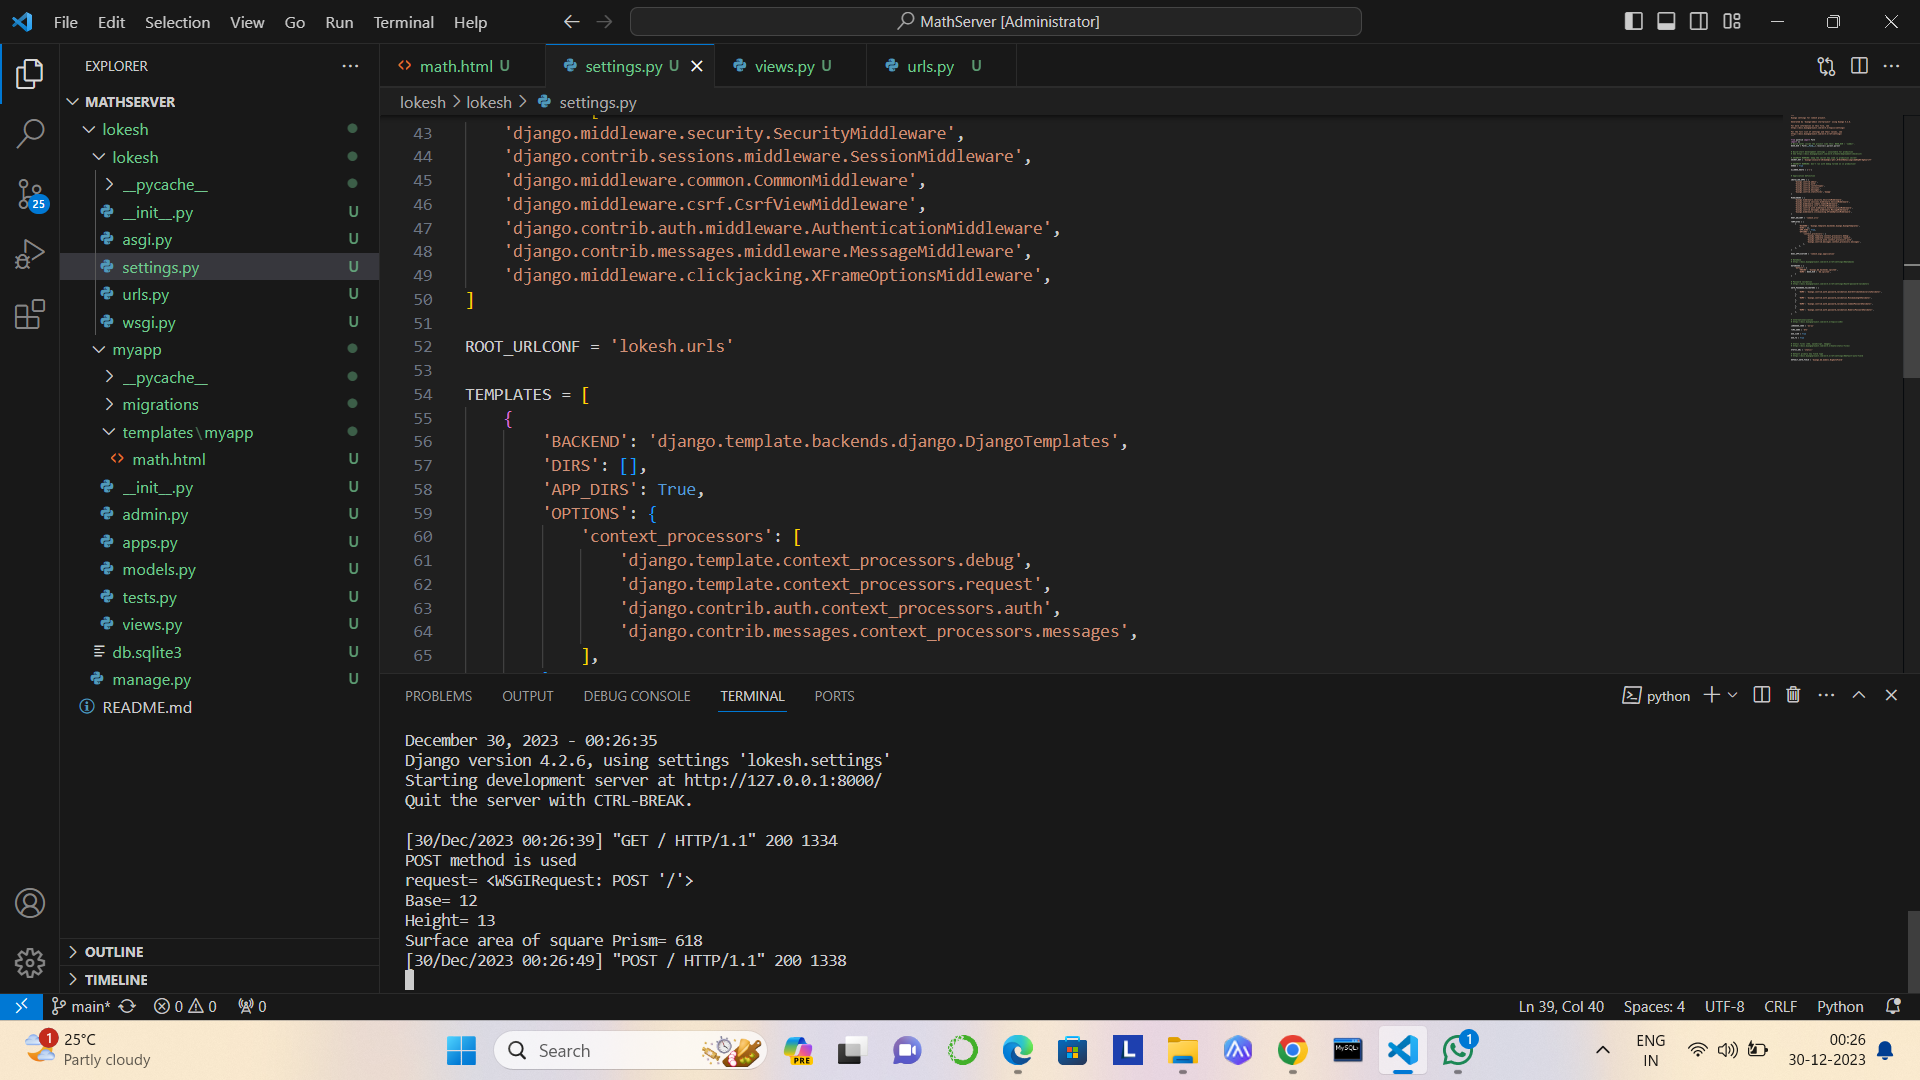 File Edit Selection View Go Run Terminal Help
MathServer [Administrator]
EXPLORER
MATHSERVER
lokesh
lokesh
__pycache__
__init__.py U
asgi.py U
settings.py U
urls.py U
wsgi.py U
myapp
__pycache__
migrations
templates\myapp
math.html U
__init__.py U
admin.py U
apps.py U
models.py U
tests.py U
views.py U
db.sqlite3 U
manage.py U
README.md
OUTLINE
TIMELINE
25
math.html U settings.py U views.py U urls.py U
lokesh > lokesh > settings.py
43 'django.middleware.security.SecurityMiddleware',
44 'django.contrib.sessions.middleware.SessionMiddleware',
45 'django.middleware.common.CommonMiddleware',
46 'django.middleware.csrf.CsrfViewMiddleware',
47 'django.contrib.auth.middleware.AuthenticationMiddleware',
48 'django.contrib.messages.middleware.MessageMiddleware',
49 'django.middleware.clickjacking.XFrameOptionsMiddleware',
50 ]
51
52 ROOT_URLCONF = 'lokesh.urls'
53
54 TEMPLATES = [
55 {
56 'BACKEND': 'django.template.backends.django.DjangoTemplates',
57 'DIRS': [],
58 'APP_DIRS': True,
59 'OPTIONS': {
60 'context_processors': [
61 'django.template.context_processors.debug',
62 'django.template.context_processors.request',
63 'django.contrib.auth.context_processors.auth',
64 'django.contrib.messages.context_processors.messages',
65 ],
PROBLEMS OUTPUT DEBUG CONSOLE TERMINAL PORTS
python
December 30, 2023 - 00:26:35
Django version 4.2.6, using settings 'lokesh.settings'
Starting development server at http://127.0.0.1:8000/
Quit the server with CTRL-BREAK.
[30/Dec/2023 00:26:39] "GET / HTTP/1.1" 200 1334
POST method is used
request= <WSGIRequest: POST '/'>
Base= 12
Height= 13
Surface area of square Prism= 618
[30/Dec/2023 00:26:49] "POST / HTTP/1.1" 200 1338
main* 0 0 0
Ln 39, Col 40 Spaces: 4 UTF-8 CRLF Python
1
25°C
Partly cloudy
Search
PRE
L
MySQL
1
ENG
IN
00:26
30-12-2023